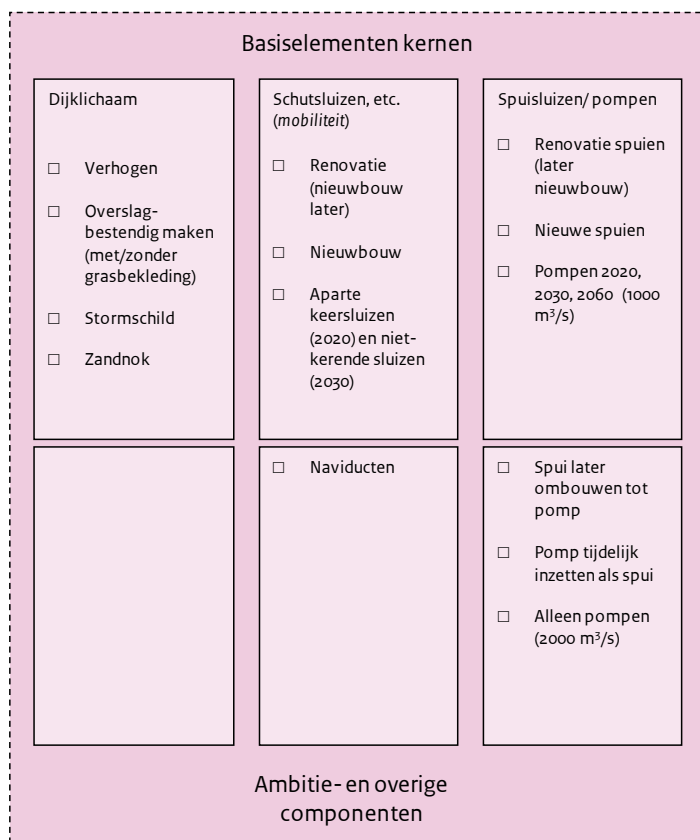 Basiselementen kernen
Dijklichaam
□ Verhogen
□ Overslag-
bestendig maken
(met/zonder
grasbekleding)
□ Stormschild
□ Zandnok
Schutsluizen, etc.
(mobiliteit)
□ Renovatie
(nieuwbouw
later)
□ Nieuwbouw
□ Aparte
keersluizen
(2020) en niet-
kerende sluizen
(2030)
Spuisluizen/ pompen
□ Renovatie spuien
(later
nieuwbouw)
□ Nieuwe spuien
□ Pompen 2020,
2030, 2060 (1000
m³/s)
□ Naviducten
□ Spui later
ombouwen tot
pomp
□ Pomp tijdelijk
inzetten als spui
□ Alleen pompen
(2000 m³/s)
Ambitie- en overige
componenten